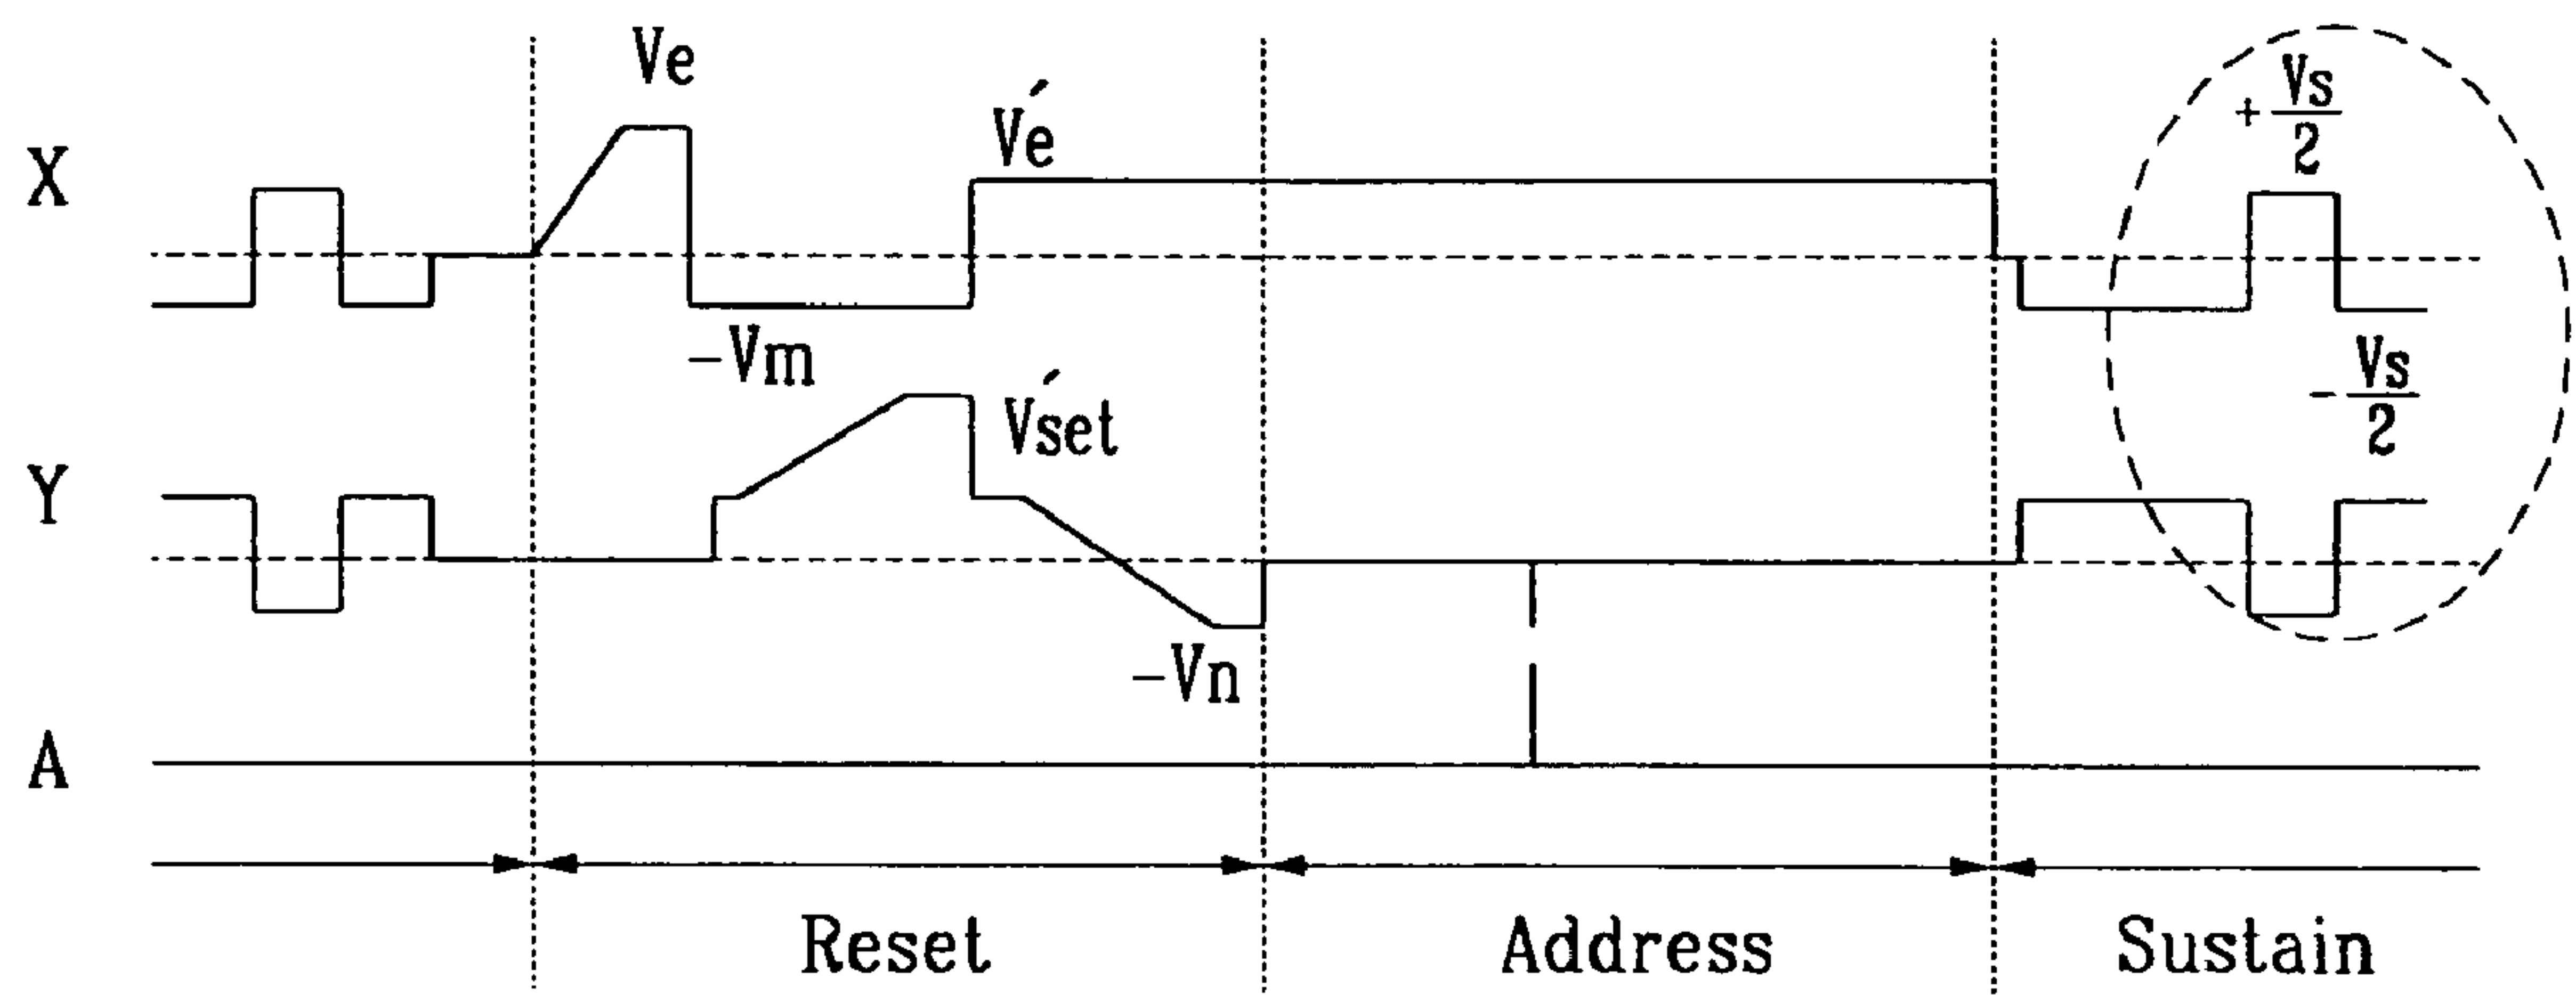 Ve
V́e
+Vs/2
X
-Vm
-Vs/2
V́set
Y
-Vn
A
Reset
Address
Sustain